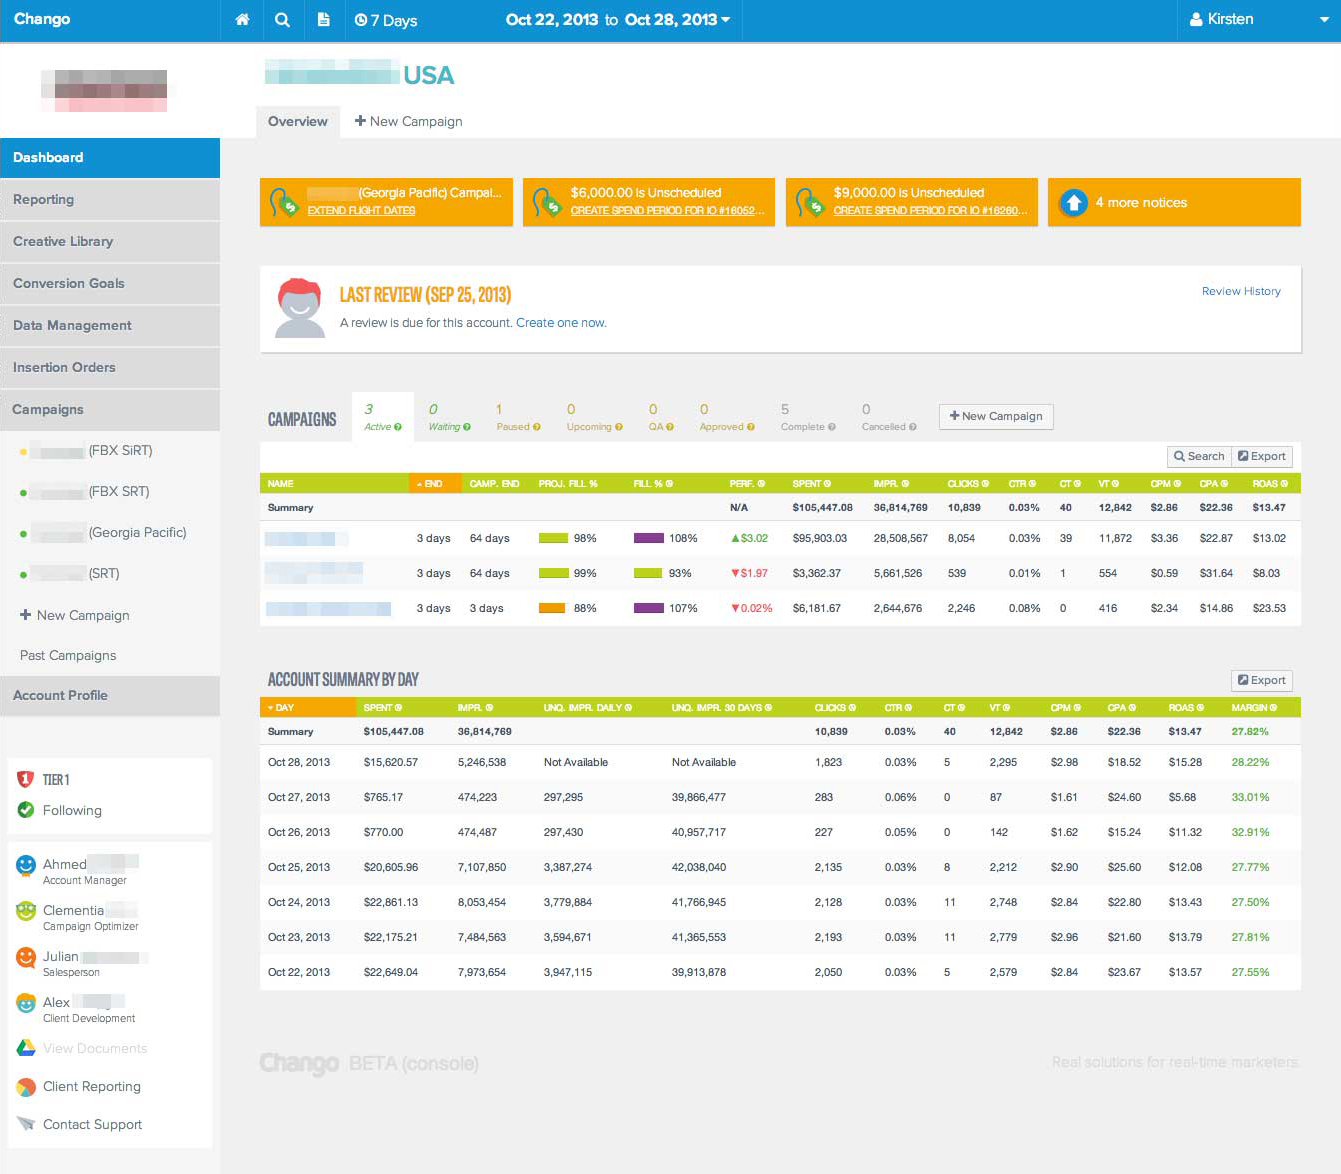 Chango
7 Days
Oct 22, 2013 to Oct 28, 2013
Kirsten
USA
Overview
New Campaign
Dashboard
Reporting
Creative Library
Conversion Goals
Data Management
Insertion Orders
Campaigns
(FBX SiRT)
(FBX SRT)
(Georgia Pacific)
(SRT)
New Campaign
Past Campaigns
Account Profile
1 TIER 1
Following
Ahmed
Account Manager
Clementia
Campaign Optimizer
Julian
Salesperson
Alex
Client Development
View Documents
Client Reporting
Contact Support
(Georgia Pacific) Campai...
EXTEND FLIGHT DATES
$6,000.00 is Unscheduled
CREATE SPEND PERIOD FOR IO #16052...
$9,000.00 is Unscheduled
CREATE SPEND PERIOD FOR IO #16260...
4 more notices
LAST REVIEW (SEP 25, 2013)
Review History
A review is due for this account. Create one now.
CAMPAIGNS
3 Active
0 Waiting
1 Paused
0 Upcoming
0 QA
0 Approved
5 Complete
0 Cancelled
New Campaign
Search Export
NAME END CAMP. END PROJ. FILL % FILL % PERF. SPENT IMPR. CLICKS CTR CT VT CPM CPA ROAS
Summary N/A $105,447.08 36,814,769 10,839 0.03% 40 12,842 $2.86 $22.36 $13.47
3 days 64 days 98% 108% ▲$3.02 $95,903.03 28,508,567 8,054 0.03% 39 11,872 $3.36 $22.87 $13.02
3 days 64 days 99% 93% ▼$1.97 $3,362.37 5,661,526 539 0.01% 1 554 $0.59 $31.64 $8.03
3 days 3 days 88% 107% ▼0.02% $6,181.67 2,644,676 2,246 0.08% 0 416 $2.34 $14.86 $23.53
ACCOUNT SUMMARY BY DAY
Export
DAY SPENT IMPR. UNQ. IMPR. DAILY UNQ. IMPR. 30 DAYS CLICKS CTR CT VT CPM CPA ROAS MARGIN
Summary $105,447.08 36,814,769 10,839 0.03% 40 12,842 $2.86 $22.36 $13.47 27.82%
Oct 28, 2013 $15,620.57 5,246,538 Not Available Not Available 1,823 0.03% 5 2,295 $2.98 $18.52 $15.28 28.22%
Oct 27, 2013 $765.17 474,223 297,295 39,866,477 283 0.06% 0 87 $1.61 $24.60 $5.68 33.01%
Oct 26, 2013 $770.00 474,487 297,430 40,957,717 227 0.05% 0 142 $1.62 $15.24 $11.32 32.91%
Oct 25, 2013 $20,605.96 7,107,850 3,387,274 42,038,040 2,135 0.03% 8 2,212 $2.90 $25.60 $12.08 27.77%
Oct 24, 2013 $22,861.13 8,053,454 3,779,884 41,766,945 2,128 0.03% 11 2,748 $2.84 $22.80 $13.43 27.50%
Oct 23, 2013 $22,175.21 7,484,563 3,594,671 41,365,553 2,193 0.03% 11 2,779 $2.96 $21.60 $13.79 27.81%
Oct 22, 2013 $22,649.04 7,973,654 3,947,115 39,913,878 2,050 0.03% 5 2,579 $2.84 $23.67 $13.57 27.55%
Chango BETA (console)
Real solutions for real-time marketers.